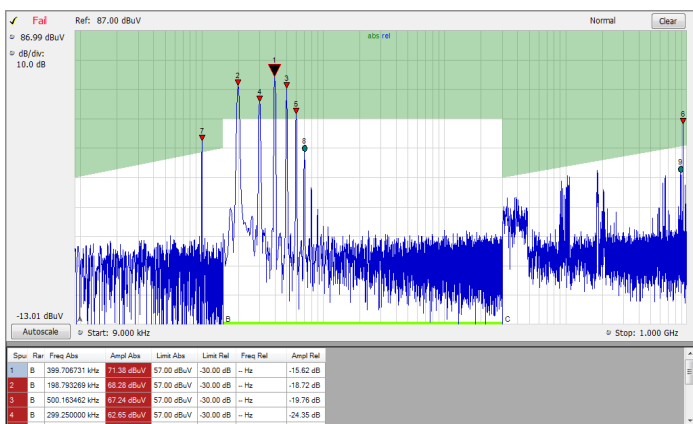 Fail Ref: 87.00 dBuV Normal Clear
86.99 dBuV abs rel
dB/div:
10.0 dB
1
2
3
4
5
6
7
8
9
-13.01 dBuV A B C
Autoscale Start: 9.000 kHz Stop: 1.000 GHz
Spu Rar Freq Abs Ampl Abs Limit Abs Limit Rel Freq Rel Ampl Rel
1 B 399.706731 kHz 71.38 dBuV 57.00 dBuV -30.00 dB -- Hz -15.62 dB
2 B 198.793269 kHz 68.28 dBuV 57.00 dBuV -30.00 dB -- Hz -18.72 dB
3 B 500.163462 kHz 67.24 dBuV 57.00 dBuV -30.00 dB -- Hz -19.76 dB
4 B 299.250000 kHz 62.65 dBuV 57.00 dBuV -30.00 dB -- Hz -24.35 dB